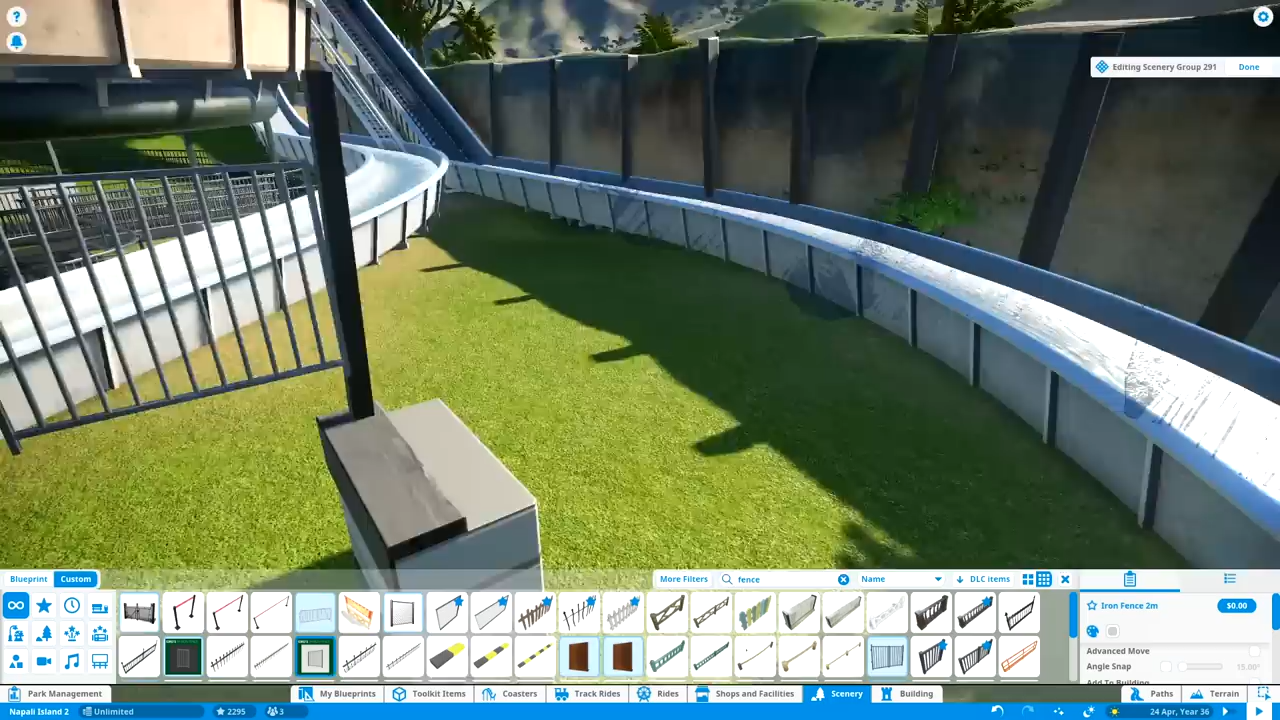 ?
Editing Scenery Group 291 Done
Blueprint Custom More Filters fence Name DLC items
Iron Fence 2m $0.00
Advanced Move
Angle Snap 15.00°
Add To Building
Park Management My Blueprints Toolkit Items Coasters Track Rides Rides Shops and Facilities Scenery Building Paths Terrain
Napali Island 2 Unlimited 2295 3 24 Apr, Year 36